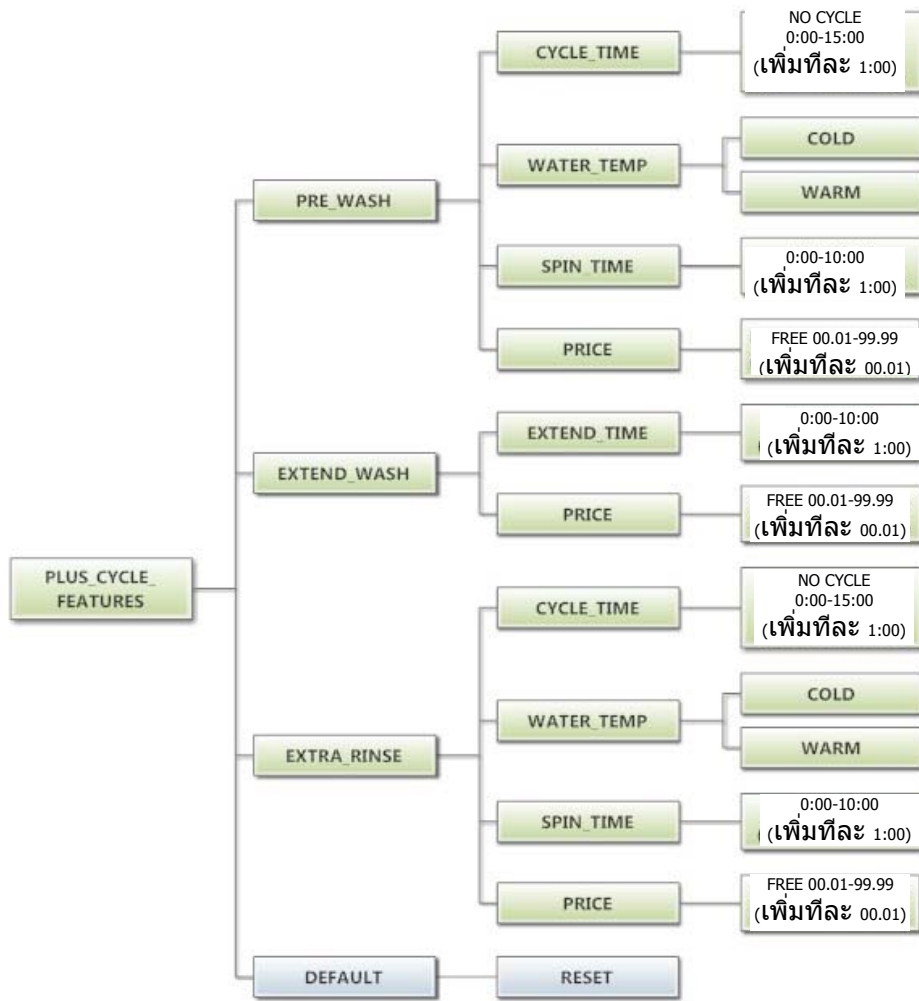 PLUS_CYCLE_
FEATURES
PRE_WASH
CYCLE_TIME
NO CYCLE
0:00-15:00
(เพิ่มทีละ 1:00)
WATER_TEMP
COLD
WARM
SPIN_TIME
0:00-10:00
(เพิ่มทีละ 1:00)
PRICE
FREE 00.01-99.99
(เพิ่มทีละ 00.01)
EXTEND_WASH
EXTEND_TIME
0:00-10:00
(เพิ่มทีละ 1:00)
PRICE
FREE 00.01-99.99
(เพิ่มทีละ 00.01)
EXTRA_RINSE
CYCLE_TIME
NO CYCLE
0:00-15:00
(เพิ่มทีละ 1:00)
WATER_TEMP
COLD
WARM
SPIN_TIME
0:00-10:00
(เพิ่มทีละ 1:00)
PRICE
FREE 00.01-99.99
(เพิ่มทีละ 00.01)
DEFAULT
RESET